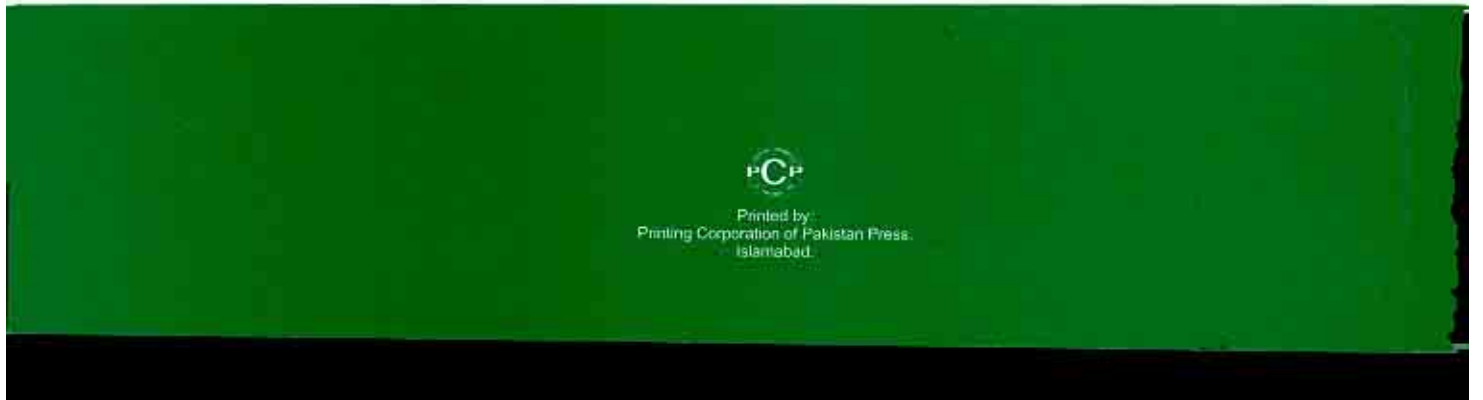 PCP
Printed by:
Printing Corporation of Pakistan Press.
Islamabad.